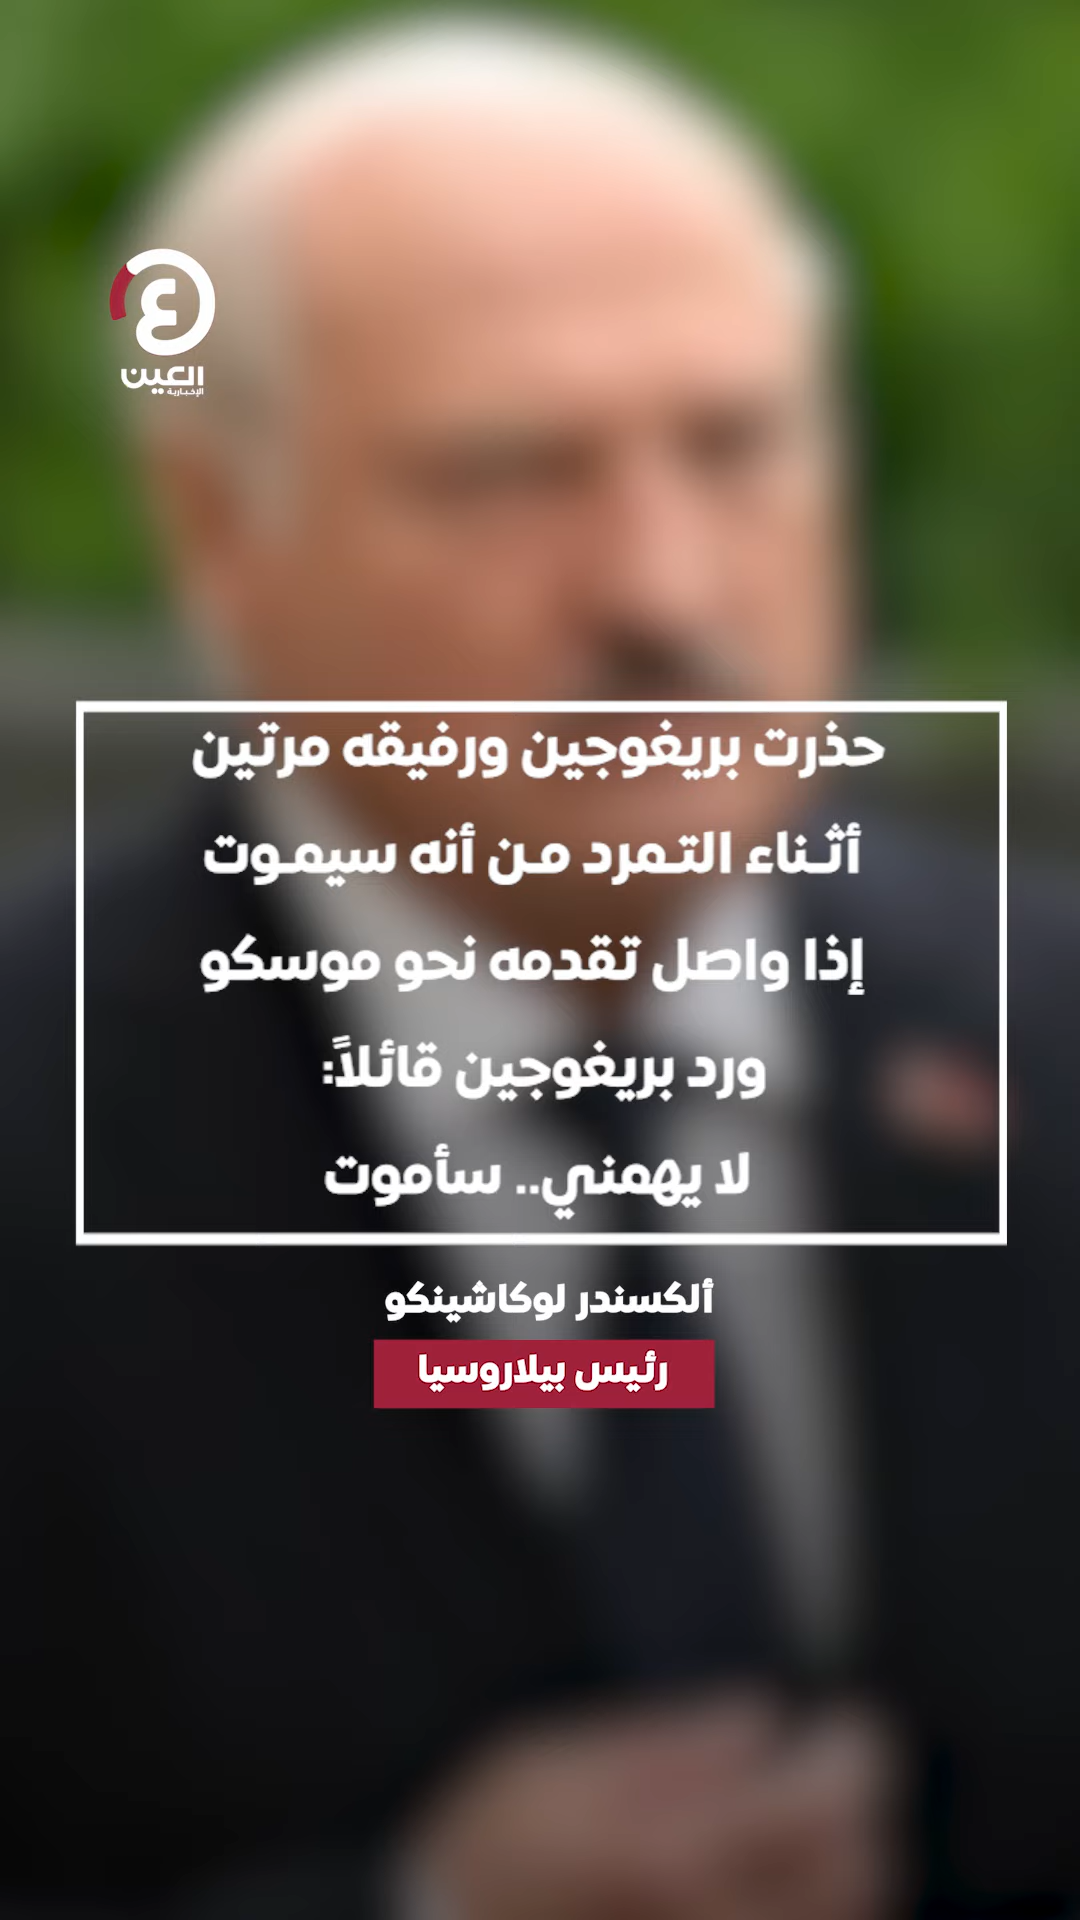 ع
العين
الإخبارية
حذرت بريغوجين ورفيقه مرتين
أثناء التمرد من أنه سيموت
إذا واصل تقدمه نحو موسكو
ورد بريغوجين قائلاً:
لا يهمني.. سأموت
ألكسندر لوكاشينكو
رئيس بيلاروسيا